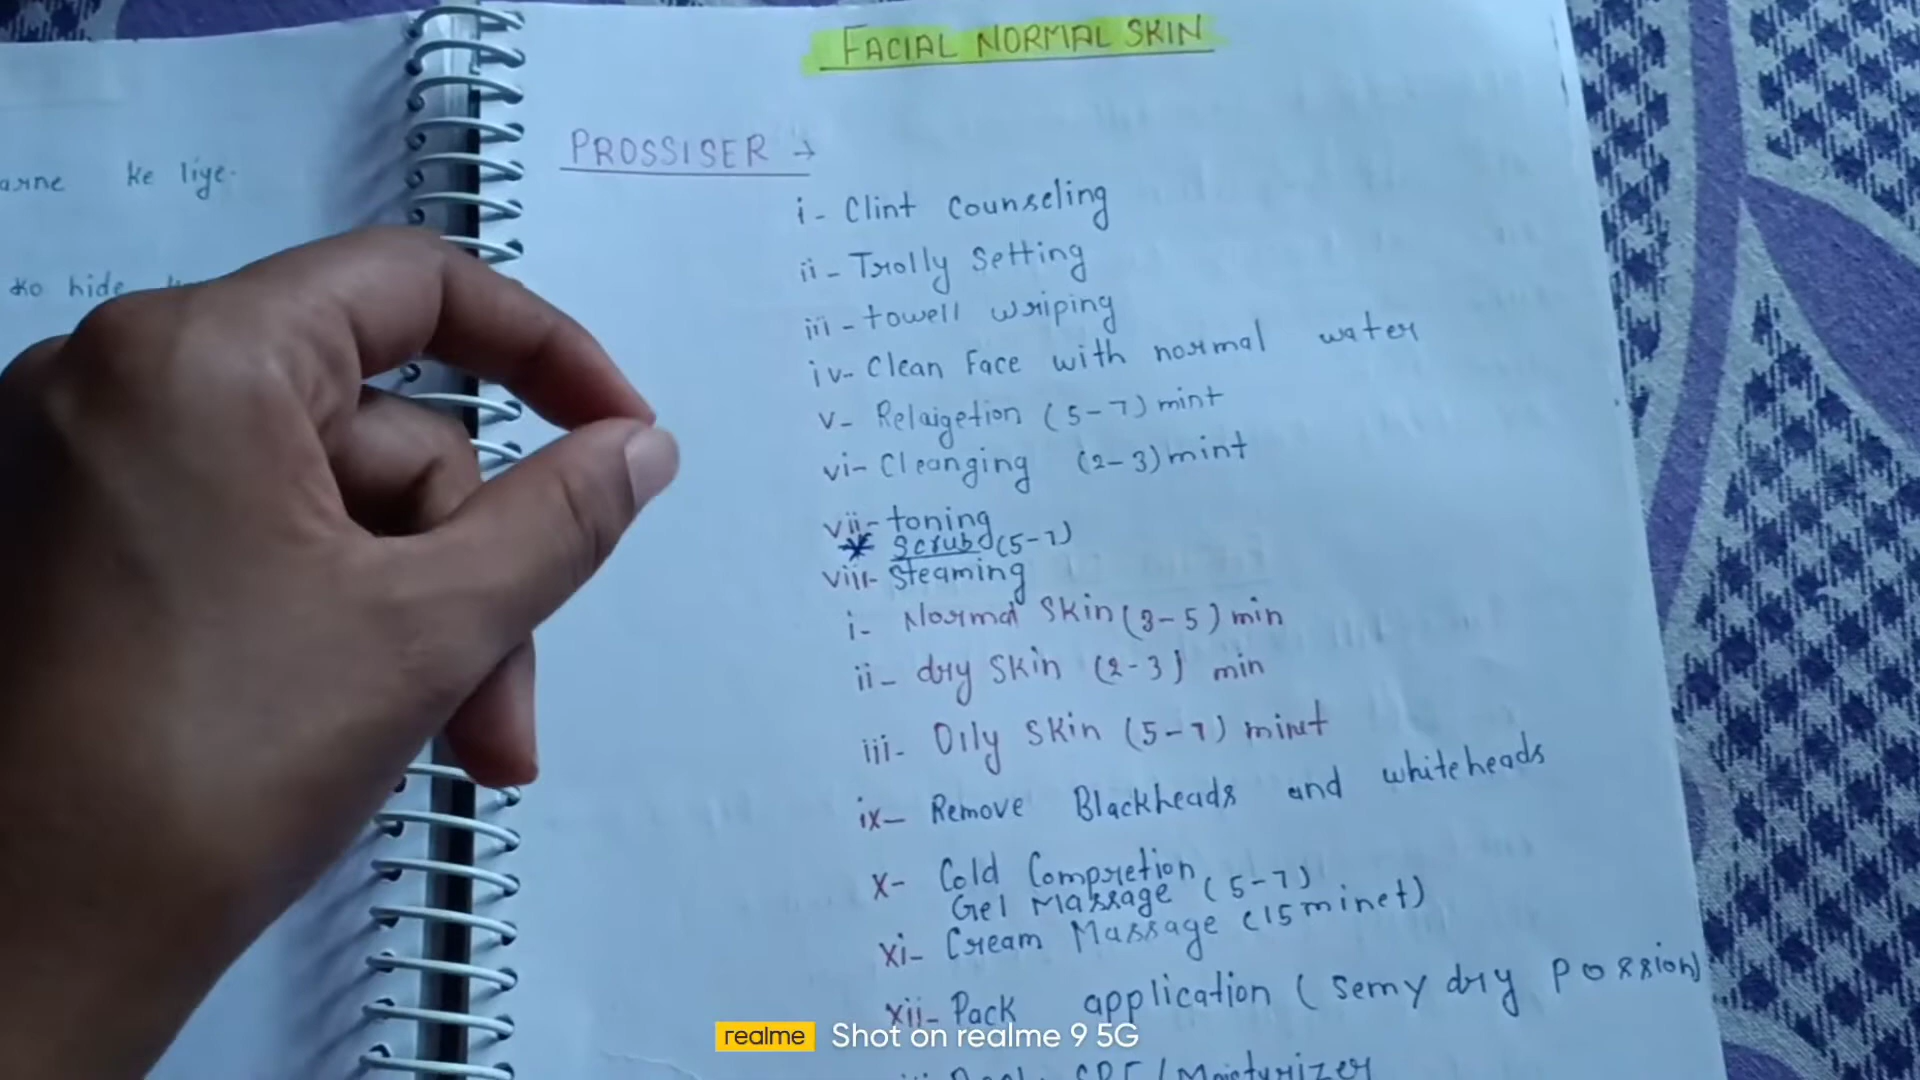 arne ke liye.
ko hide
FACIAL NORMAL SKIN
PROSSISER →
i- Clint Counseling
ii- Trolly Setting
iii- towell wriping
iv- Clean Face with normal water
v- Relaigetion (5-7) mint
vi- Cleanging (2-3) mint
vii- toning
* Scrub (5-7)
viii- Steaming
i- Normal Skin (3-5) min
ii- dry skin (2-3) min
iii- Oily skin (5-7) mint
ix- Remove Blackheads and whiteheads
x- Cold Compretion
Gel Massage (5-7)
xi- Cream Massage (15 minet)
xii- Pack application (semy dry possion)
SPF / Moisturizer
realme Shot on realme 9 5G